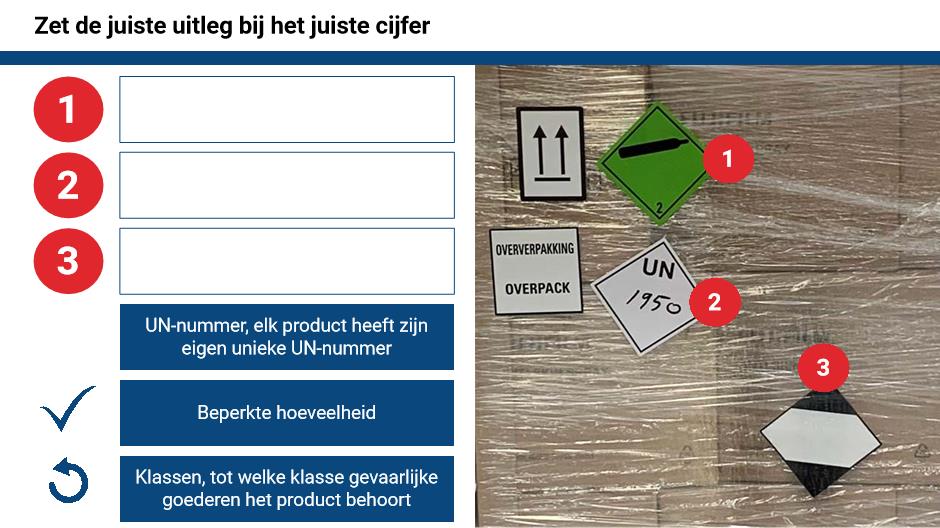 Zet de juiste uitleg bij het juiste cijfer
1
2
3
UN-nummer, elk product heeft zijn
eigen unieke UN-nummer
Beperkte hoeveelheid
Klassen, tot welke klasse gevaarlijke
goederen het product behoort
1
2
OVERVERPAKKING
OVERPACK
UN
1950
2
3